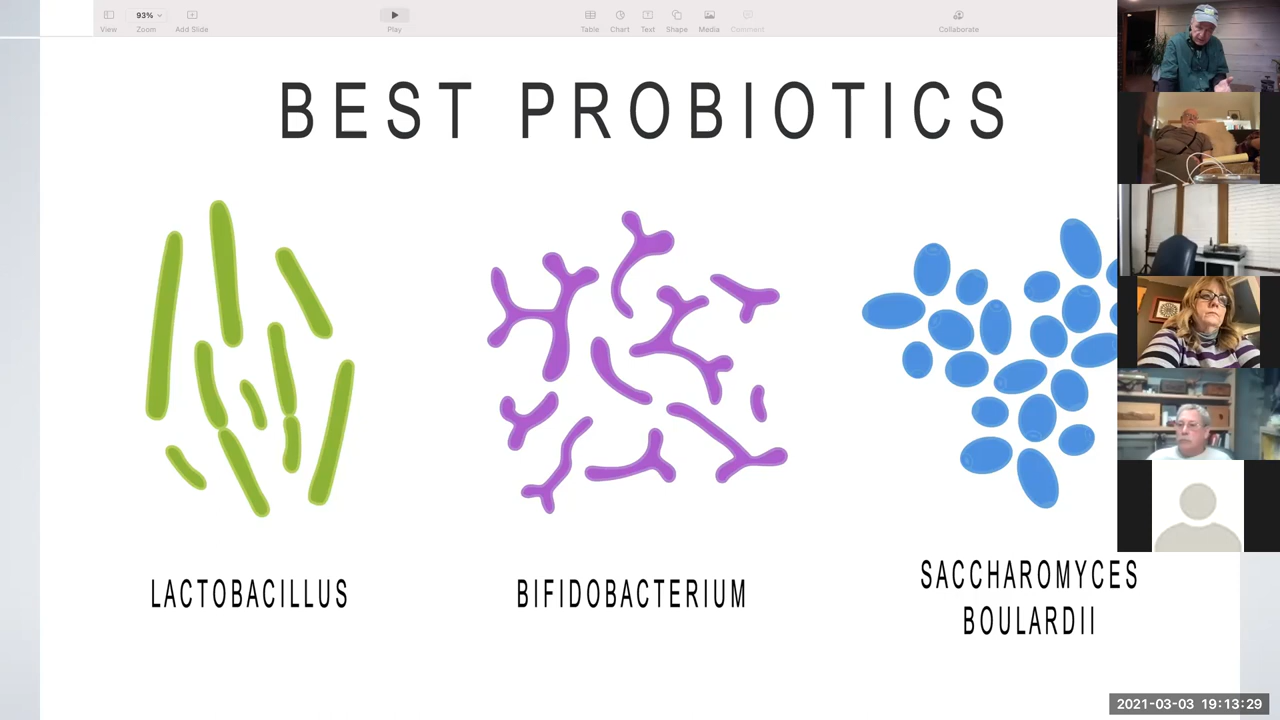 93%
View
Zoom
Add Slide
Play
Table
Chart
Text
Shape
Media
Comment
Collaborate
BEST PROBIOTICS
LACTOBACILLUS
BIFIDOBACTERIUM
SACCHAROMYCES
BOULARDII
2021-03-03 19:13:29